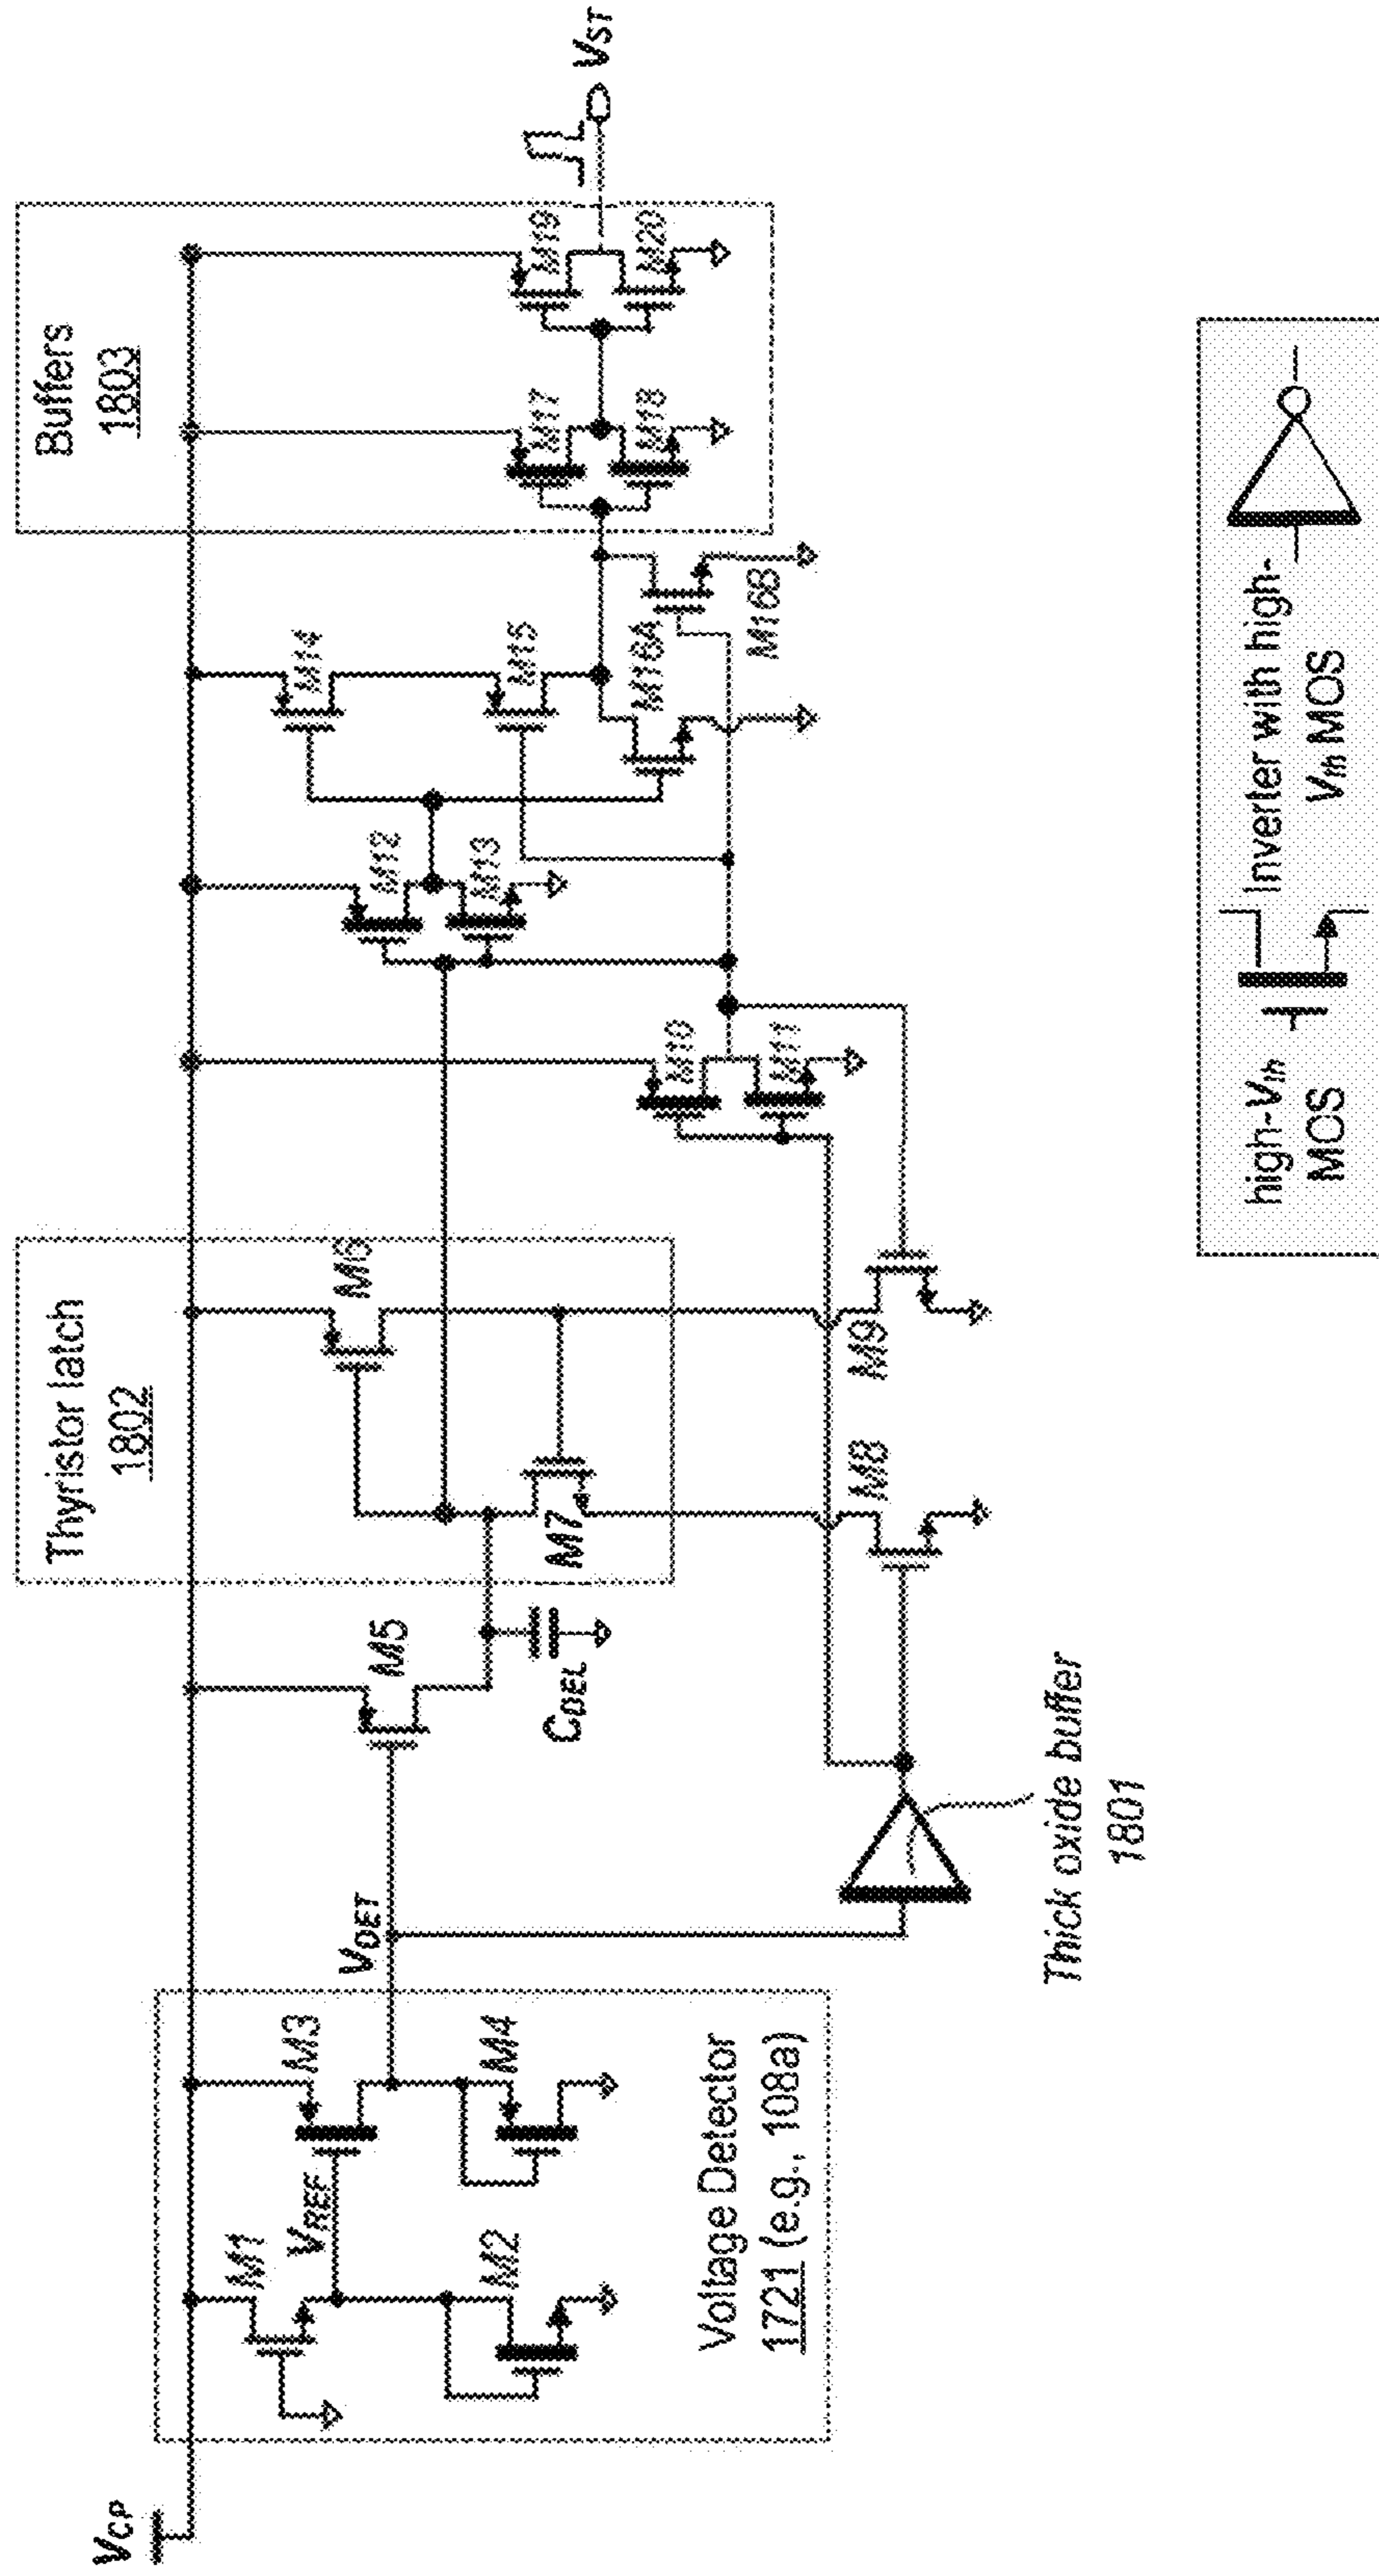 VCP
M1
VREF
M2
M3
M4
Voltage Detector
1721 (e.g., 108a)
VDET
Thick oxide buffer
1801
M5
CDEL
Thyristor latch
1802
M6
M7
M8
M9
M10
M11
M12
M13
M14
M15
M16A
M16B
Buffers
1803
M17
M18
M19
M20
VST
high-Vth
MOS
Inverter with high-
Vth MOS